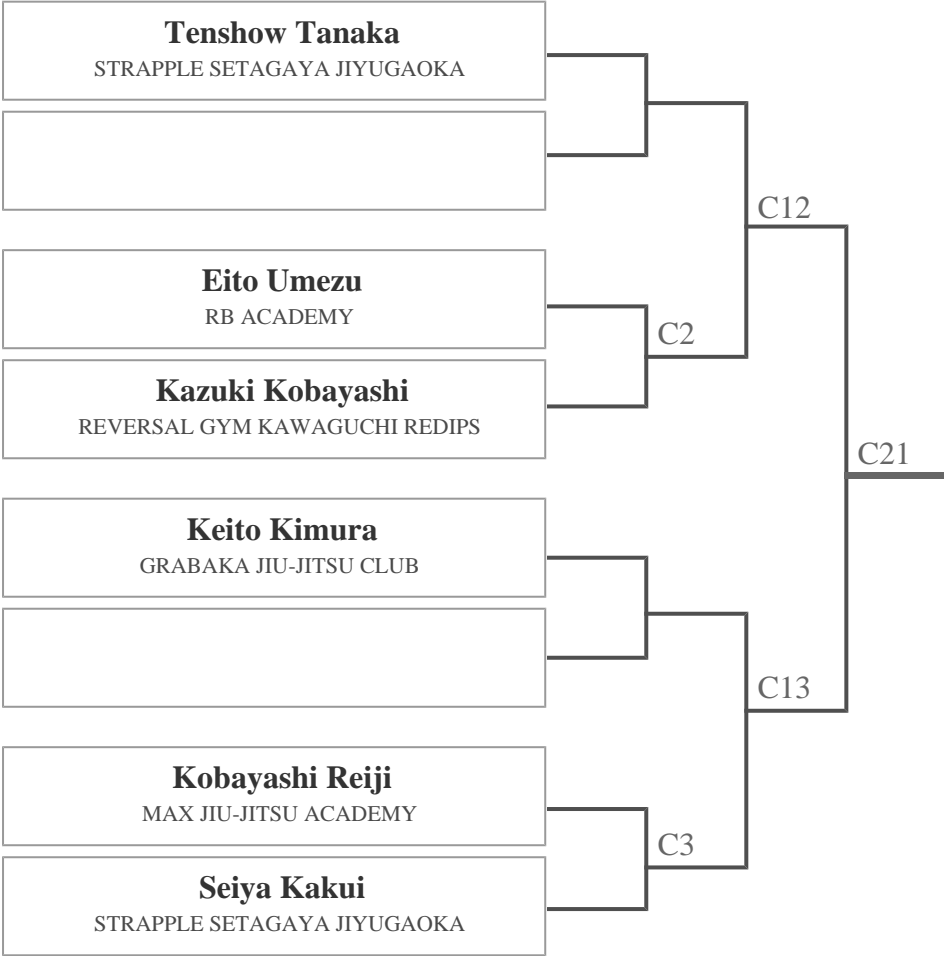 Tenshow Tanaka
STRAPPLE SETAGAYA JIYUGAOKA
C12
Eito Umezu
RB ACADEMY
C2
Kazuki Kobayashi
REVERSAL GYM KAWAGUCHI REDIPS
C21
Keito Kimura
GRABAKA JIU-JITSU CLUB
C13
Kobayashi Reiji
MAX JIU-JITSU ACADEMY
C3
Seiya Kakui
STRAPPLE SETAGAYA JIYUGAOKA